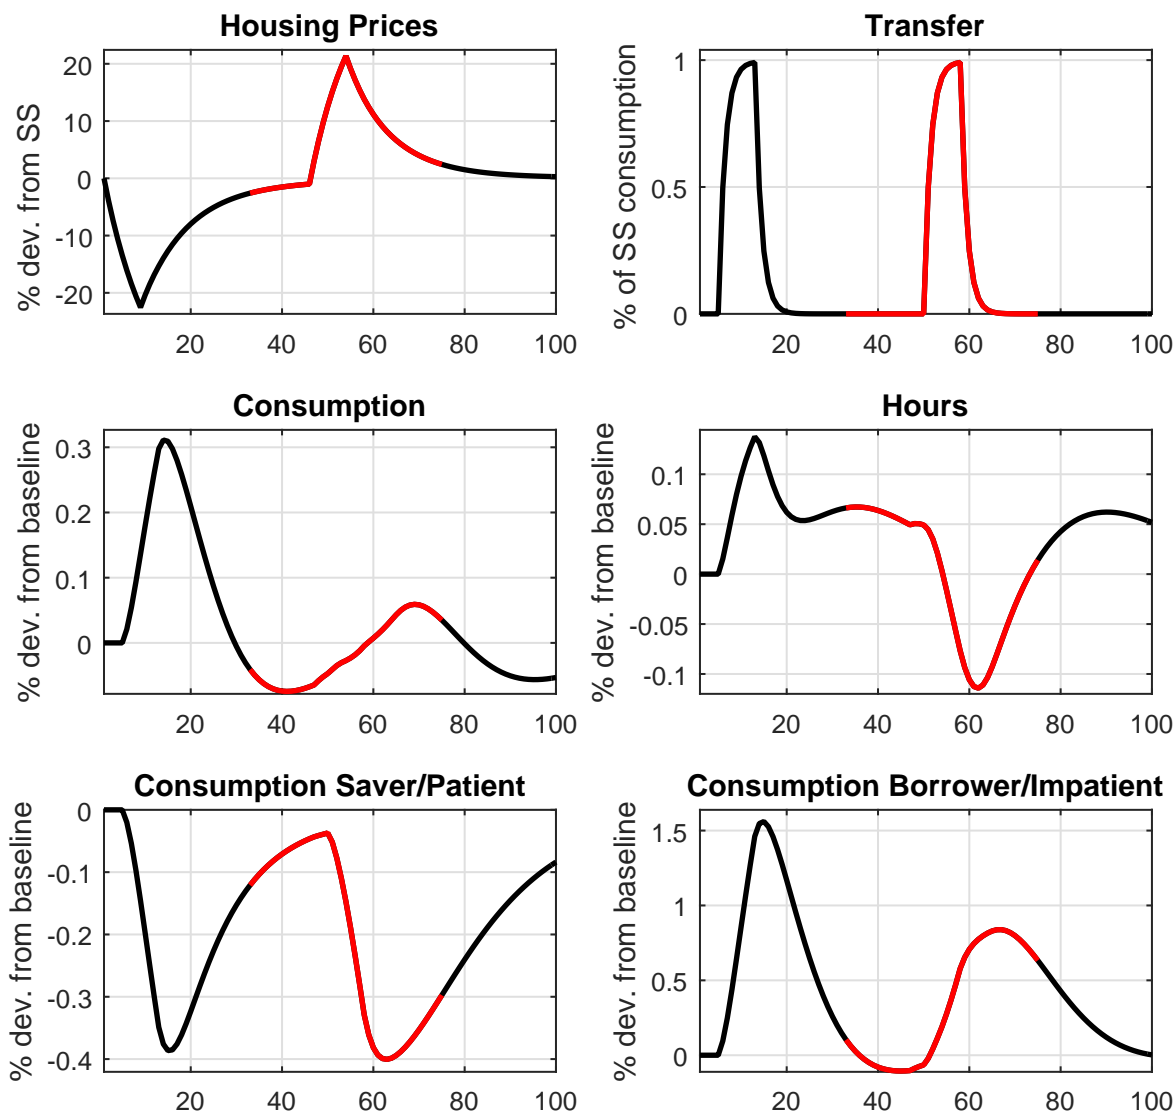 Housing Prices
% dev. from SS
20
10
0
-10
-20
20 40 60 80 100
Transfer
% of SS consumption
1
0.5
0
20 40 60 80 100
Consumption
% dev. from baseline
0.3
0.2
0.1
0
20 40 60 80 100
Hours
% dev. from baseline
0.1
0.05
0
-0.05
-0.1
20 40 60 80 100
Consumption Saver/Patient
% dev. from baseline
0
-0.1
-0.2
-0.3
-0.4
20 40 60 80 100
Consumption Borrower/Impatient
% dev. from baseline
1.5
1
0.5
0
20 40 60 80 100